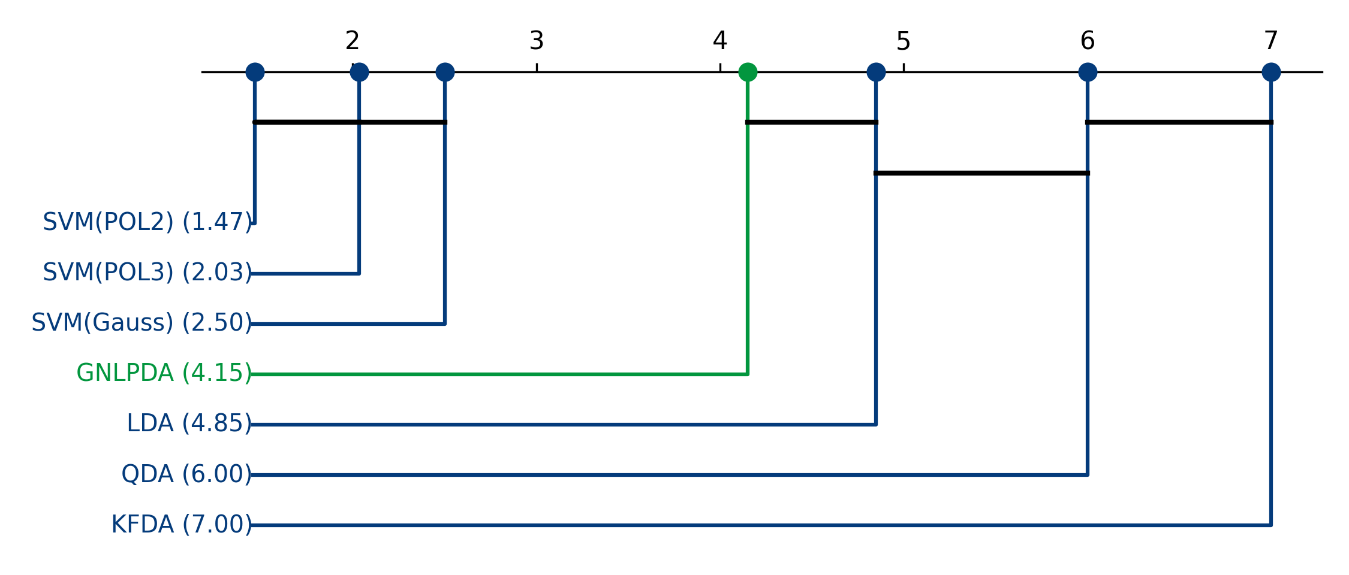 2 3 4 5 6 7
SVM(POL2) (1.47)
SVM(POL3) (2.03)
SVM(Gauss) (2.50)
GNLPDA (4.15)
LDA (4.85)
QDA (6.00)
KFDA (7.00)